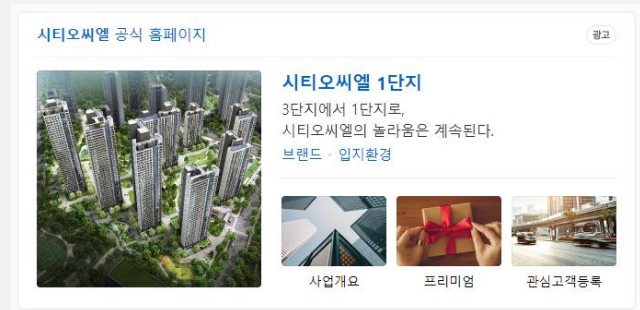 시티오씨엘 공식 홈페이지
광고
시티오씨엘 1단지
3단지에서 1단지로,
시티오씨엘의 놀라움은 계속된다.
브랜드 · 입지환경
사업개요
프리미엄
관심고객등록